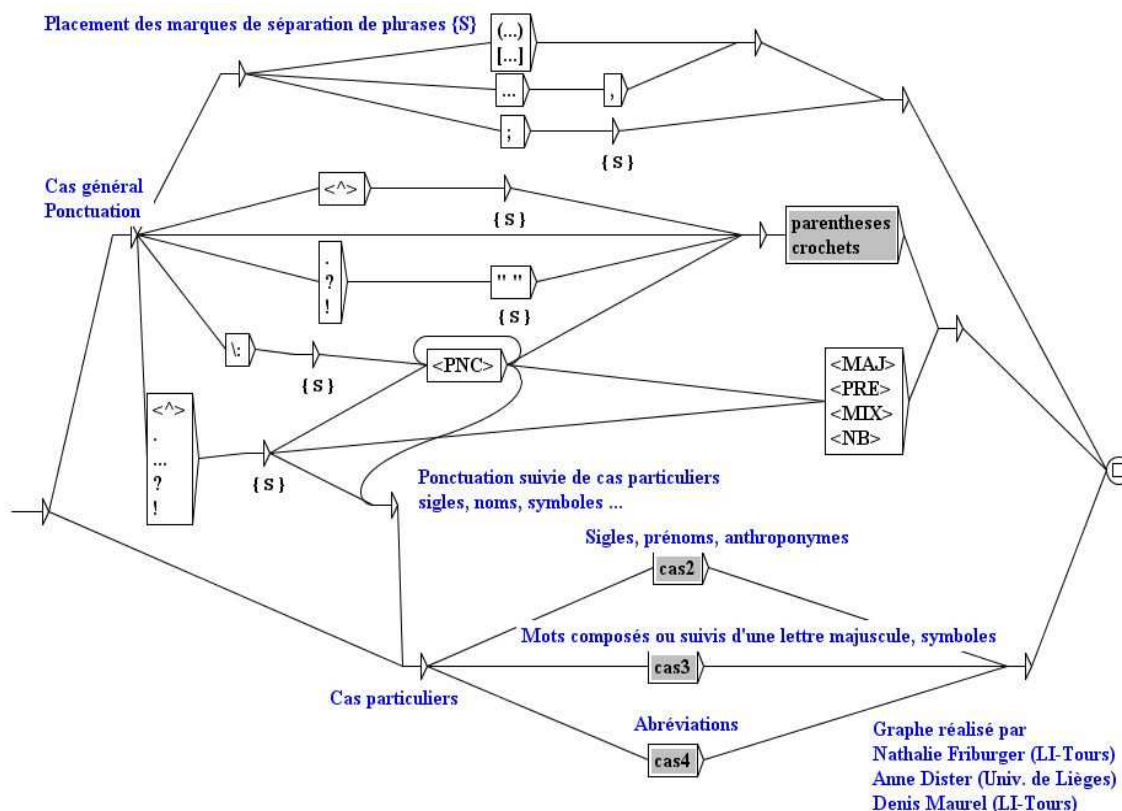 Placement des marques de séparation de phrases {S}
(...)
[...]
...
,
;
{ S }
Cas général
Ponctuation
<^>
{ S }
parentheses
crochets
.
?
!
" "
{ S }
\:
{ S }
<PNC>
<MAJ>
<PRE>
<MIX>
<NB>
<^>
.
...
?
!
{ S }
Ponctuation suivie de cas particuliers
sigles, noms, symboles ...
Sigles, prénoms, anthroponymes
cas2
Mots composés ou suivis d'une lettre majuscule, symboles
cas3
Cas particuliers
Abréviations
cas4
Graphe réalisé par
Nathalie Friburger (LI-Tours)
Anne Dister (Univ. de Lièges)
Denis Maurel (LI-Tours)